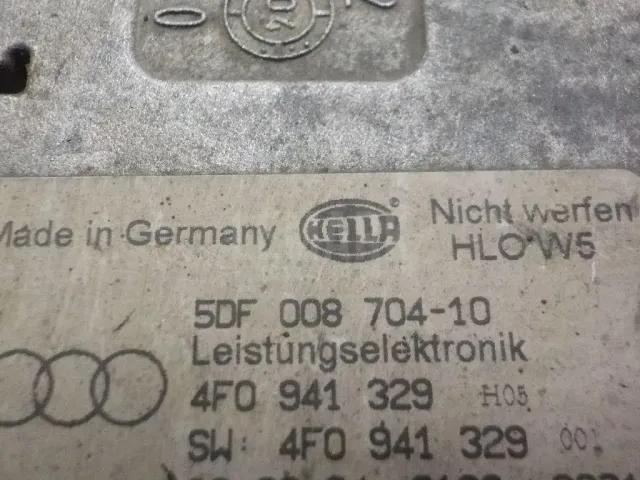 Made in Germany HELLA ® Nicht werfen
HLO W5
5DF 008 704-10
Leistungselektronik
4F0 941 329 H05
SW: 4F0 941 329 001